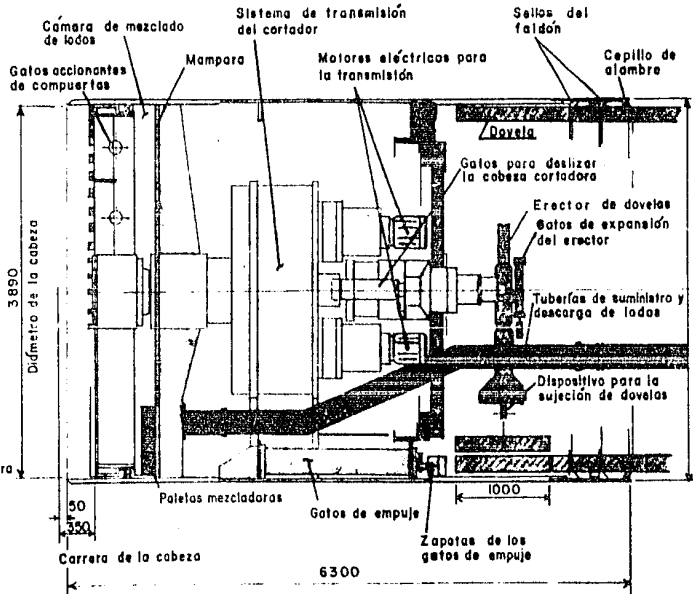 Sistema de transmisión
del cortador
Cámara de mezclado
de lodos
Gatos accionantes
de compuertas
Mampara
Motores eléctricos para
la transmisión
Sellos del
faldón
Cepillo de
alambre
Dovela
Gatos para deslizar
la cabeza cortadora
Erector de dovelas
Gatos de expansión
del erector
Tuberías de suministro y
descarga de lodos
Dispositivo para la
sujeción de dovelas
3.890
Diámetro de la cabeza
ra
Paletas mezcladoras
Gatos de empuje
1000
Zapatas de los
gatos de empuje
50
350
Carrera de la cabeza
6300